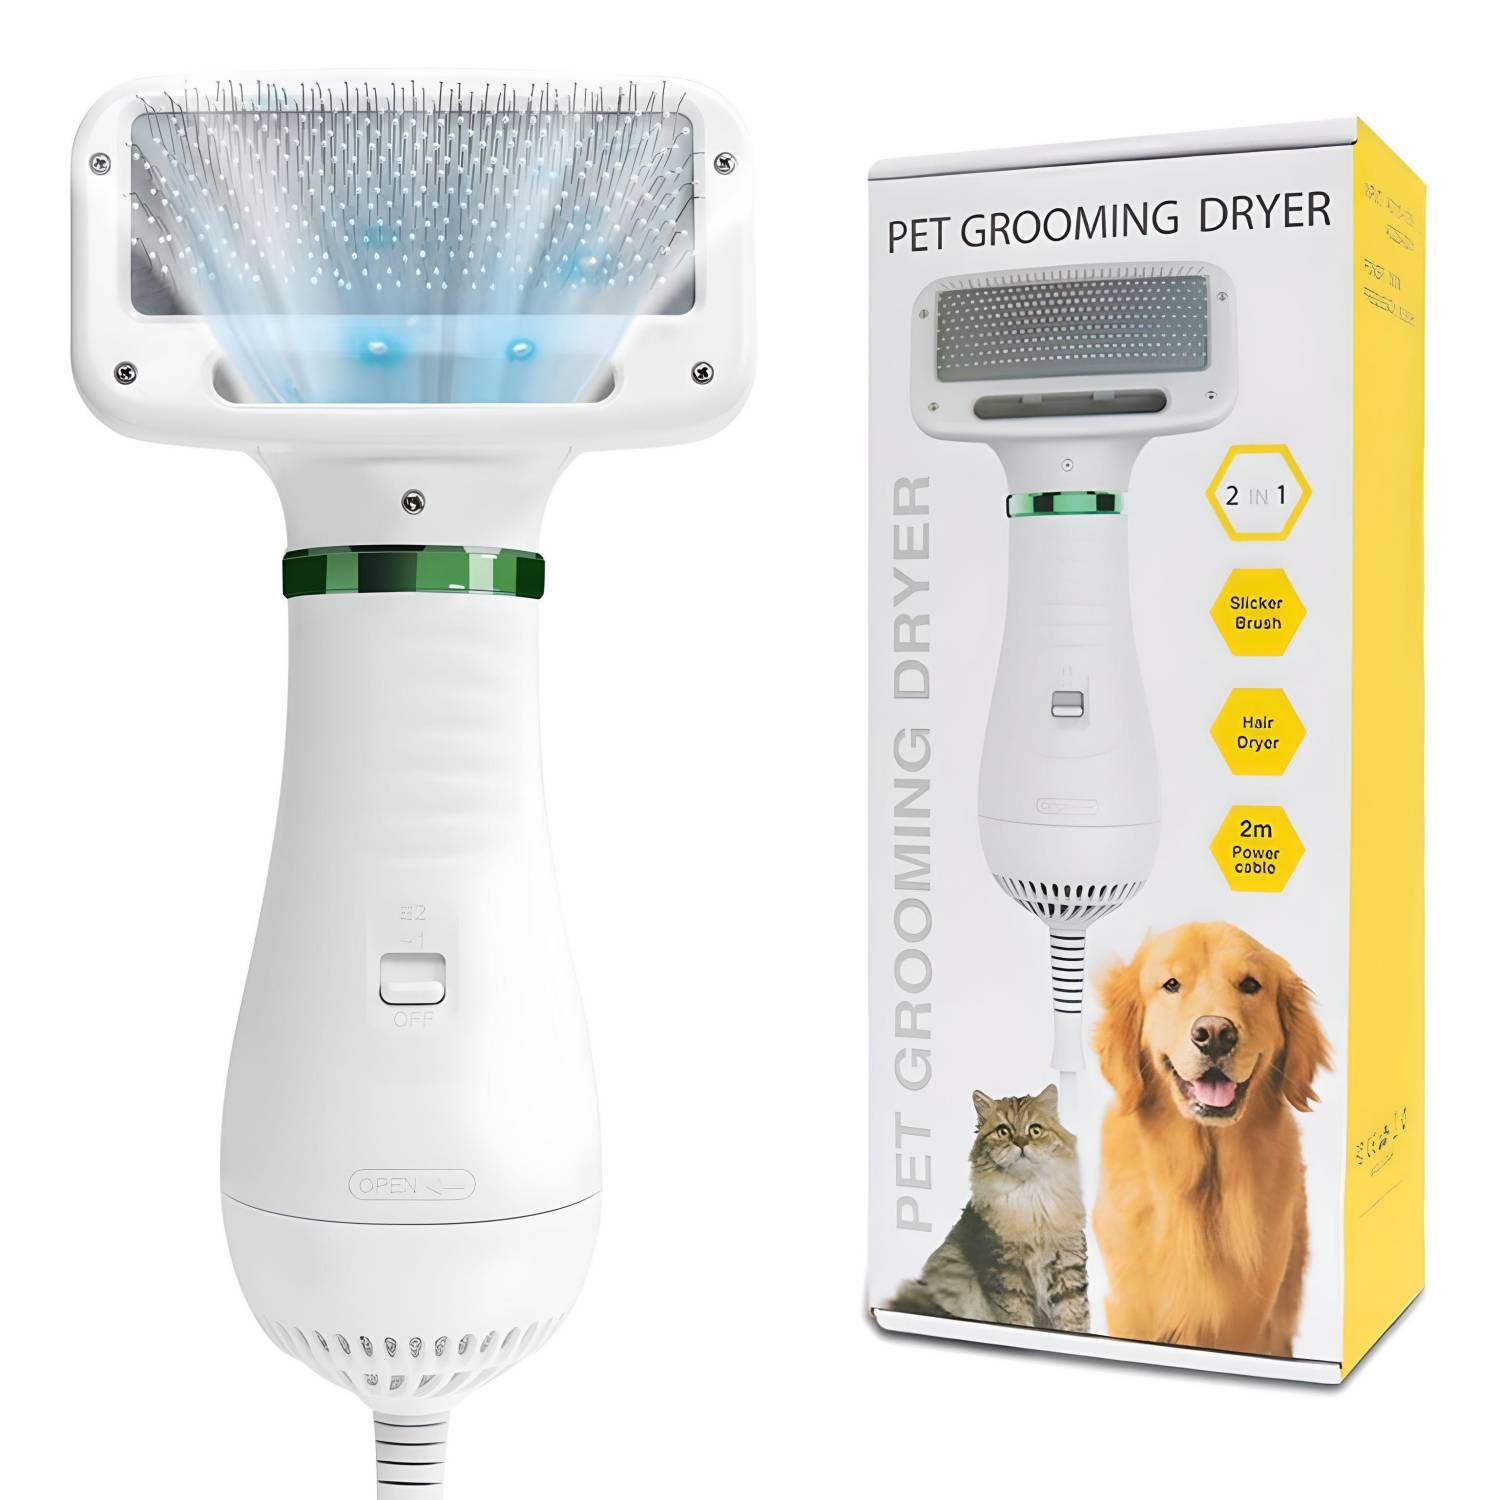 2
1
OFF
OPEN
PET GROOMING DRYER
PET GROOMING DRYER
2 IN 1
Slicker
Brush
Hair
Dryer
2m
Power
cable